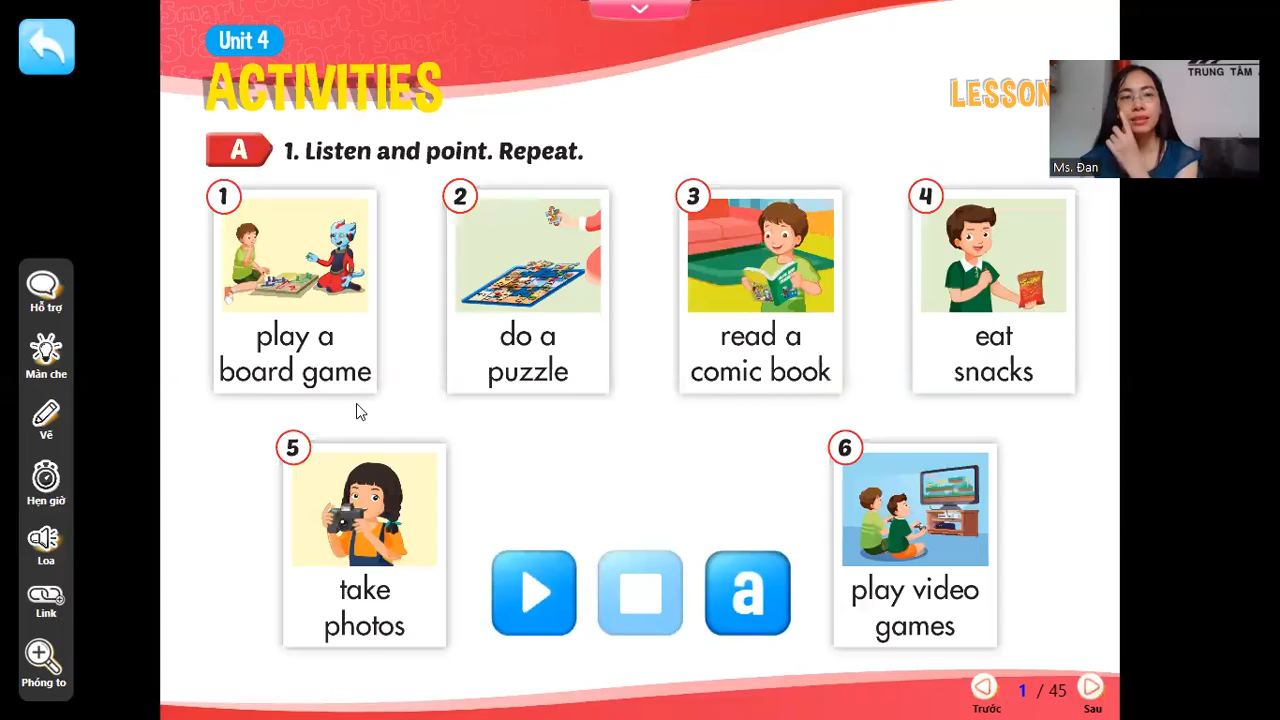 Unit 4
ACTIVITIES
LESSON
TRUNG TÂM
Ms. Đan
A
1. Listen and point. Repeat.
1
2
3
4
play a
board game
do a
puzzle
read a
comic book
eat
snacks
5
6
take
photos
a
play video
games
Hỗ trợ
Màn che
Vẽ
Hẹn giờ
Loa
Link
Phóng to
1 / 45
Trước
Sau